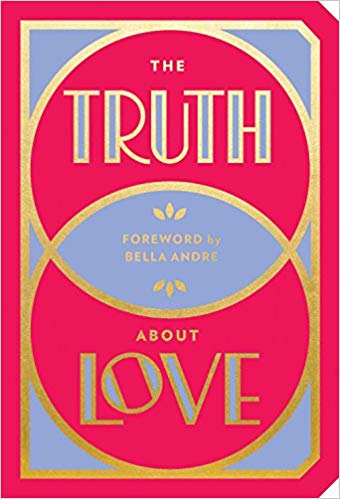 THE
TRUTH
FOREWORD by
BELLA ANDRE
ABOUT
LOVE